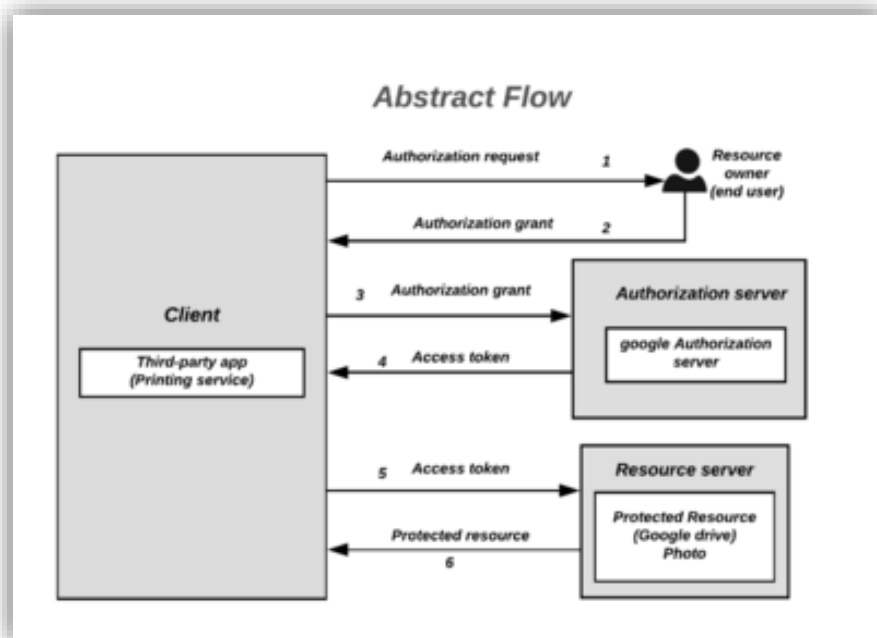 Abstract Flow
Authorization request 1
Resource
owner
(end user)
Authorization grant 2
3 Authorization grant
Authorization server
Client
google Authorization
server
Third-party app
(Printing service)
4 Access token
5 Access token
Resource server
Protected Resource
(Google drive)
Photo
Protected resource
6